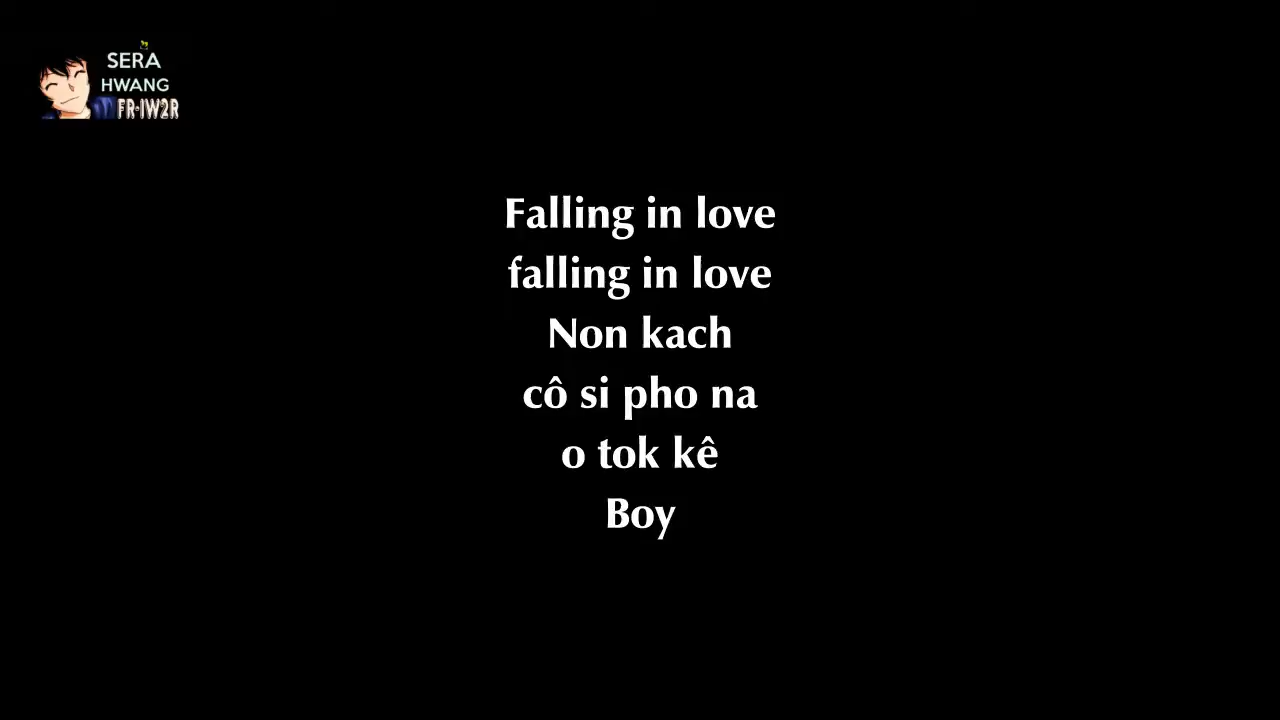 SERA
HWANG
FR-IW2R
Falling in love
falling in love
Non kach
cô si pho na
o tok kê
Boy